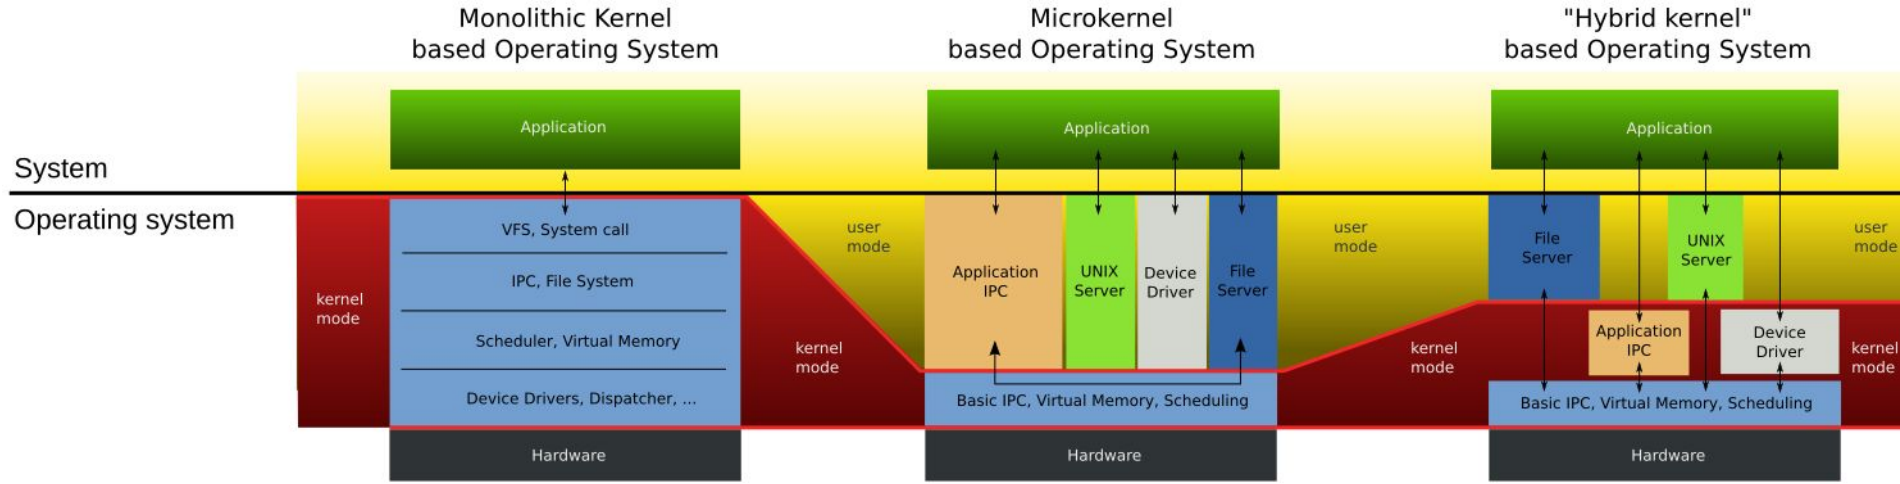 Monolithic Kernel
based Operating System
Microkernel
based Operating System
"Hybrid kernel"
based Operating System
Application
Application
Application
System
Operating system
VFS, System call
IPC, File System
Scheduler, Virtual Memory
Device Drivers, Dispatcher, ...
kernel
mode
kernel
mode
user
mode
Application
IPC
UNIX
Server
Device
Driver
File
Server
Basic IPC, Virtual Memory, Scheduling
user
mode
kernel
mode
File
Server
UNIX
Server
user
mode
Application
IPC
Device
Driver
kernel
mode
Basic IPC, Virtual Memory, Scheduling
Hardware
Hardware
Hardware